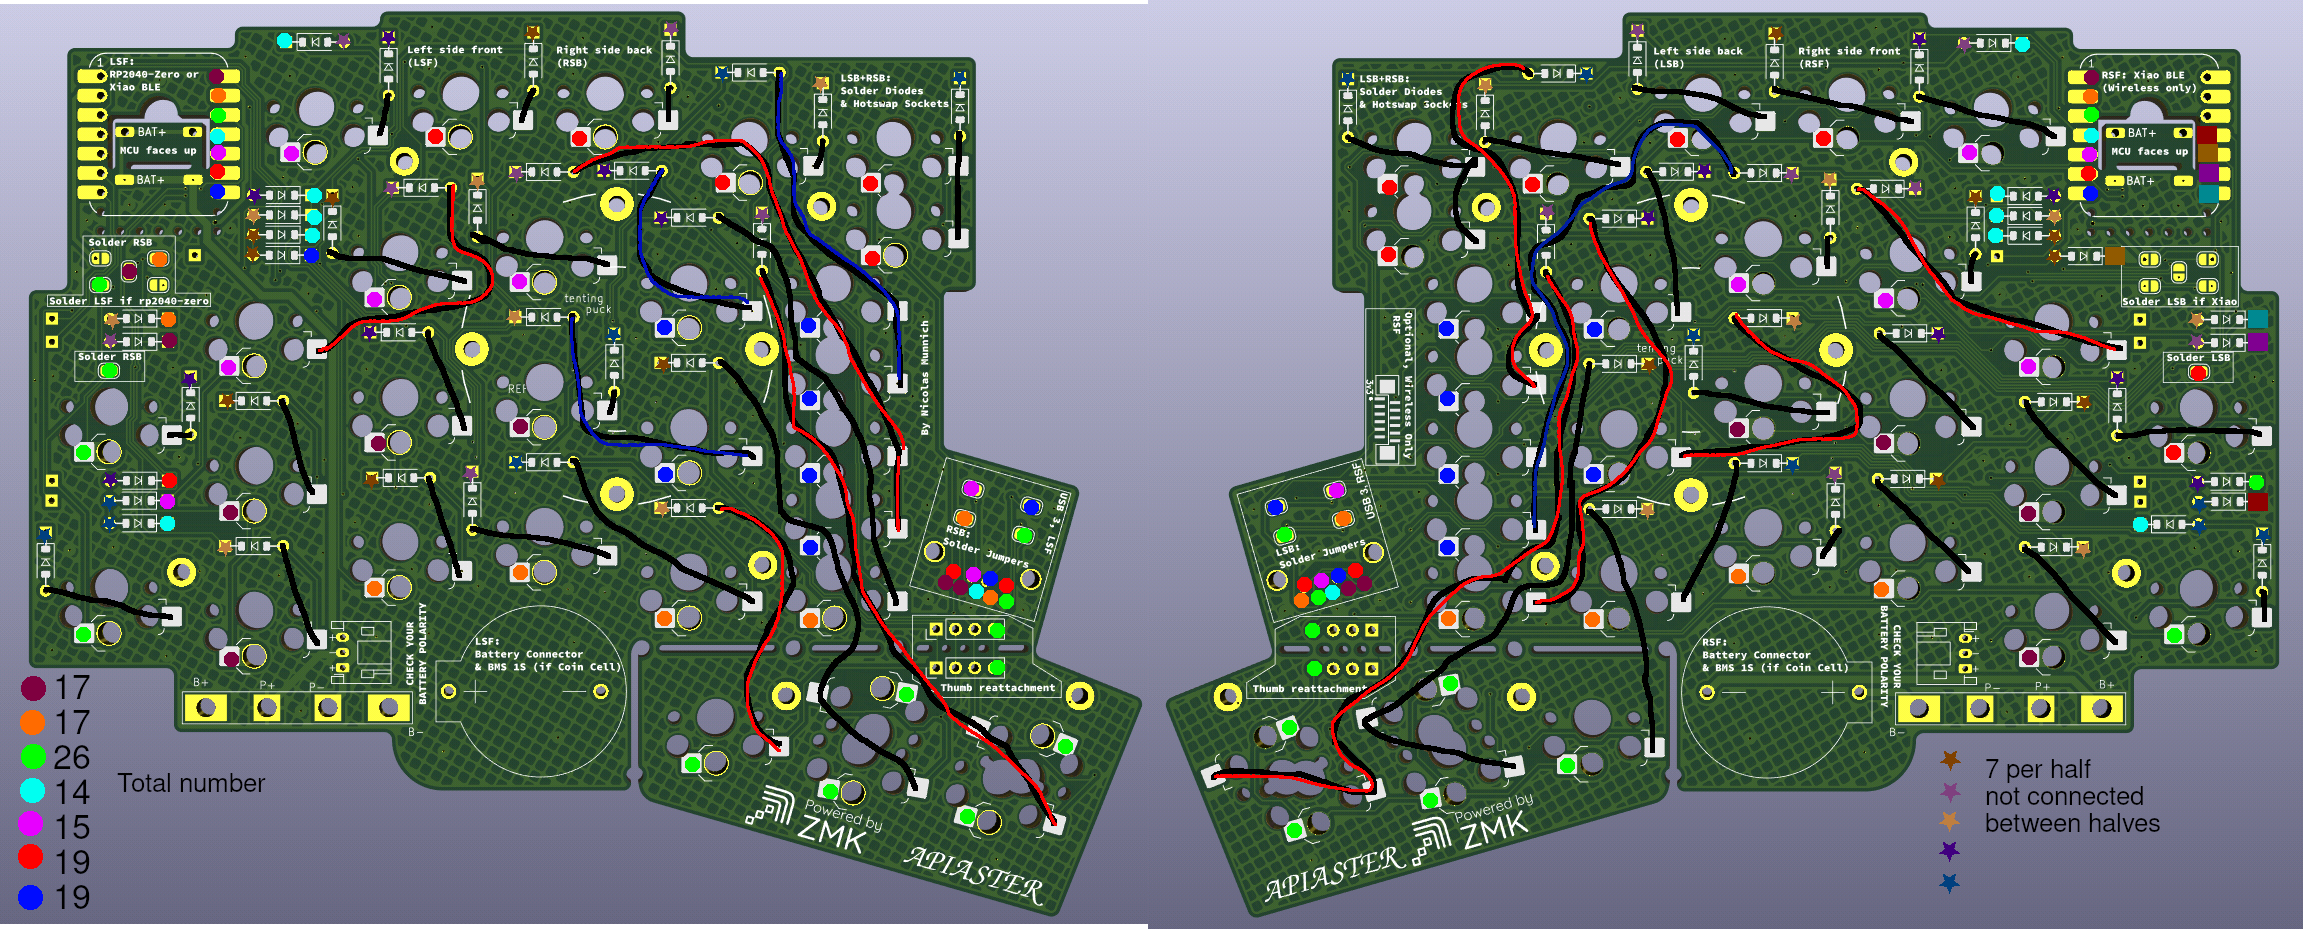 Left side front
(LSF)
Right side back
(RSB)
1 LSF:
RP2040-Zero or
Xiao BLE
BAT+
MCU faces up
BAT+
LSB+RSB:
Solder Diodes
& Hotswap Sockets
Solder RSB
Solder LSF if rp2040-zero
Solder RSB
tenting
puck
REF
By Nicolas Munnich
USB 3, LSF
RSB:
Solder Jumpers
Thumb reattachment
CHECK YOUR
BATTERY POLARITY
LSF:
Battery Connector
& BMS 1S (if Coin Cell)
B+
P+
P-
B-
+
+
Powered by
ZMK
APIASTER
17
17
26
14
15
19
19
Total number
Left side back
(LSB)
Right side front
(RSF)
LSB+RSB:
Solder Diodes
& Hotswap Sockets
1
RSF: Xiao BLE
(Wireless only)
BAT+
MCU faces up
BAT+
Solder LSB if Xiao
Solder LSB
Optional, Wireless Only
RSF
tenting
puck
USB 3, RSF
LSB:
Solder Jumpers
Thumb reattachment
RSF:
Battery Connector
& BMS 1S (if Coin Cell)
CHECK YOUR
BATTERY POLARITY
P-
P+
B+
B-
Powered by
ZMK
APIASTER
7 per half
not connected
between halves